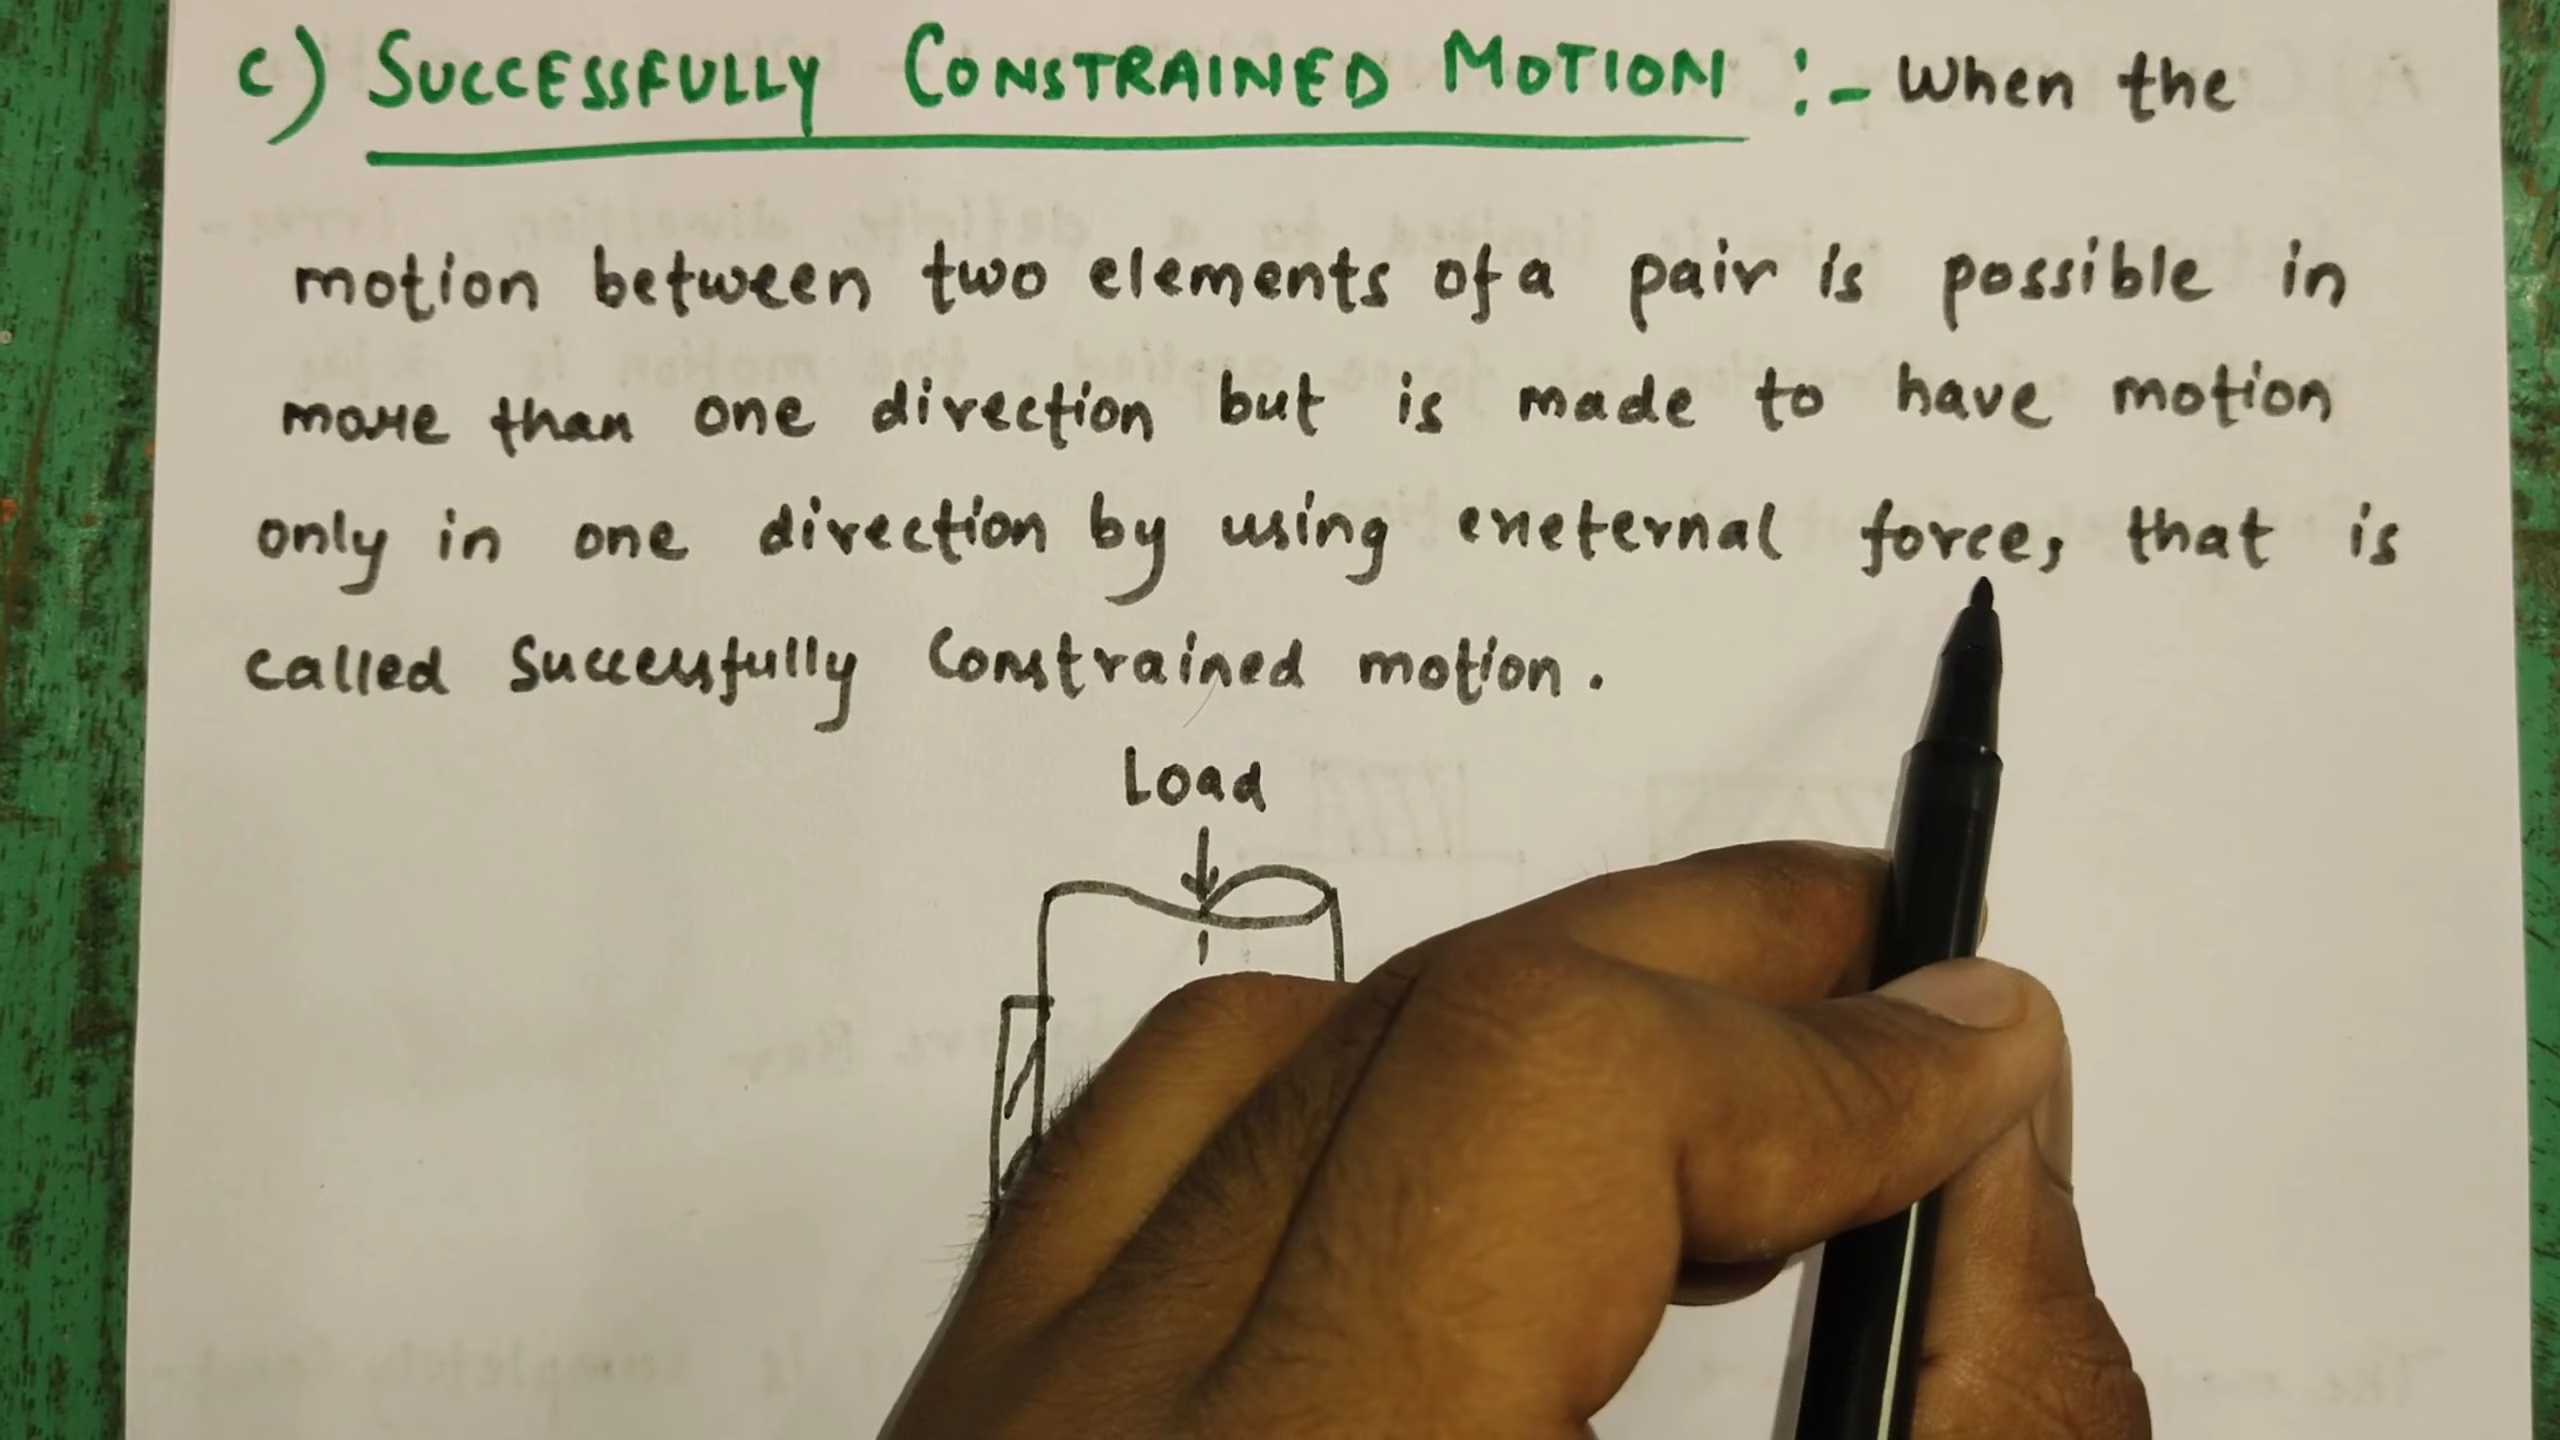 c) SUCCESSFULLY CONSTRAINED MOTION :- When the
motion between two elements of a pair is possible in
more than one direction but is made to have motion
only in one direction by using eneternal force, that is
called Successfully Constrained motion.
Load